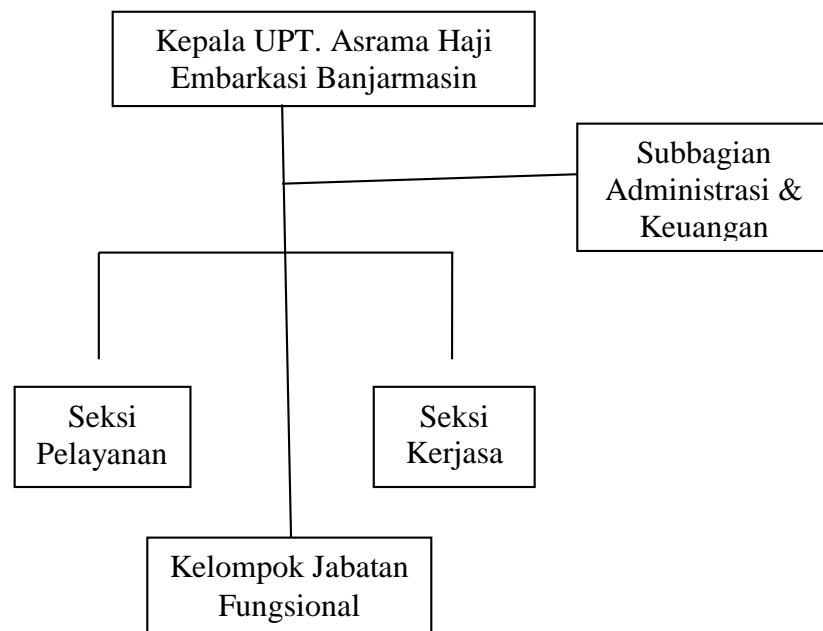 Kepala UPT. Asrama Haji
Embarkasi Banjarmasin
Subbagian
Administrasi &
Keuangan
Seksi
Pelayanan
Seksi
Kerjasa
Kelompok Jabatan
Fungsional